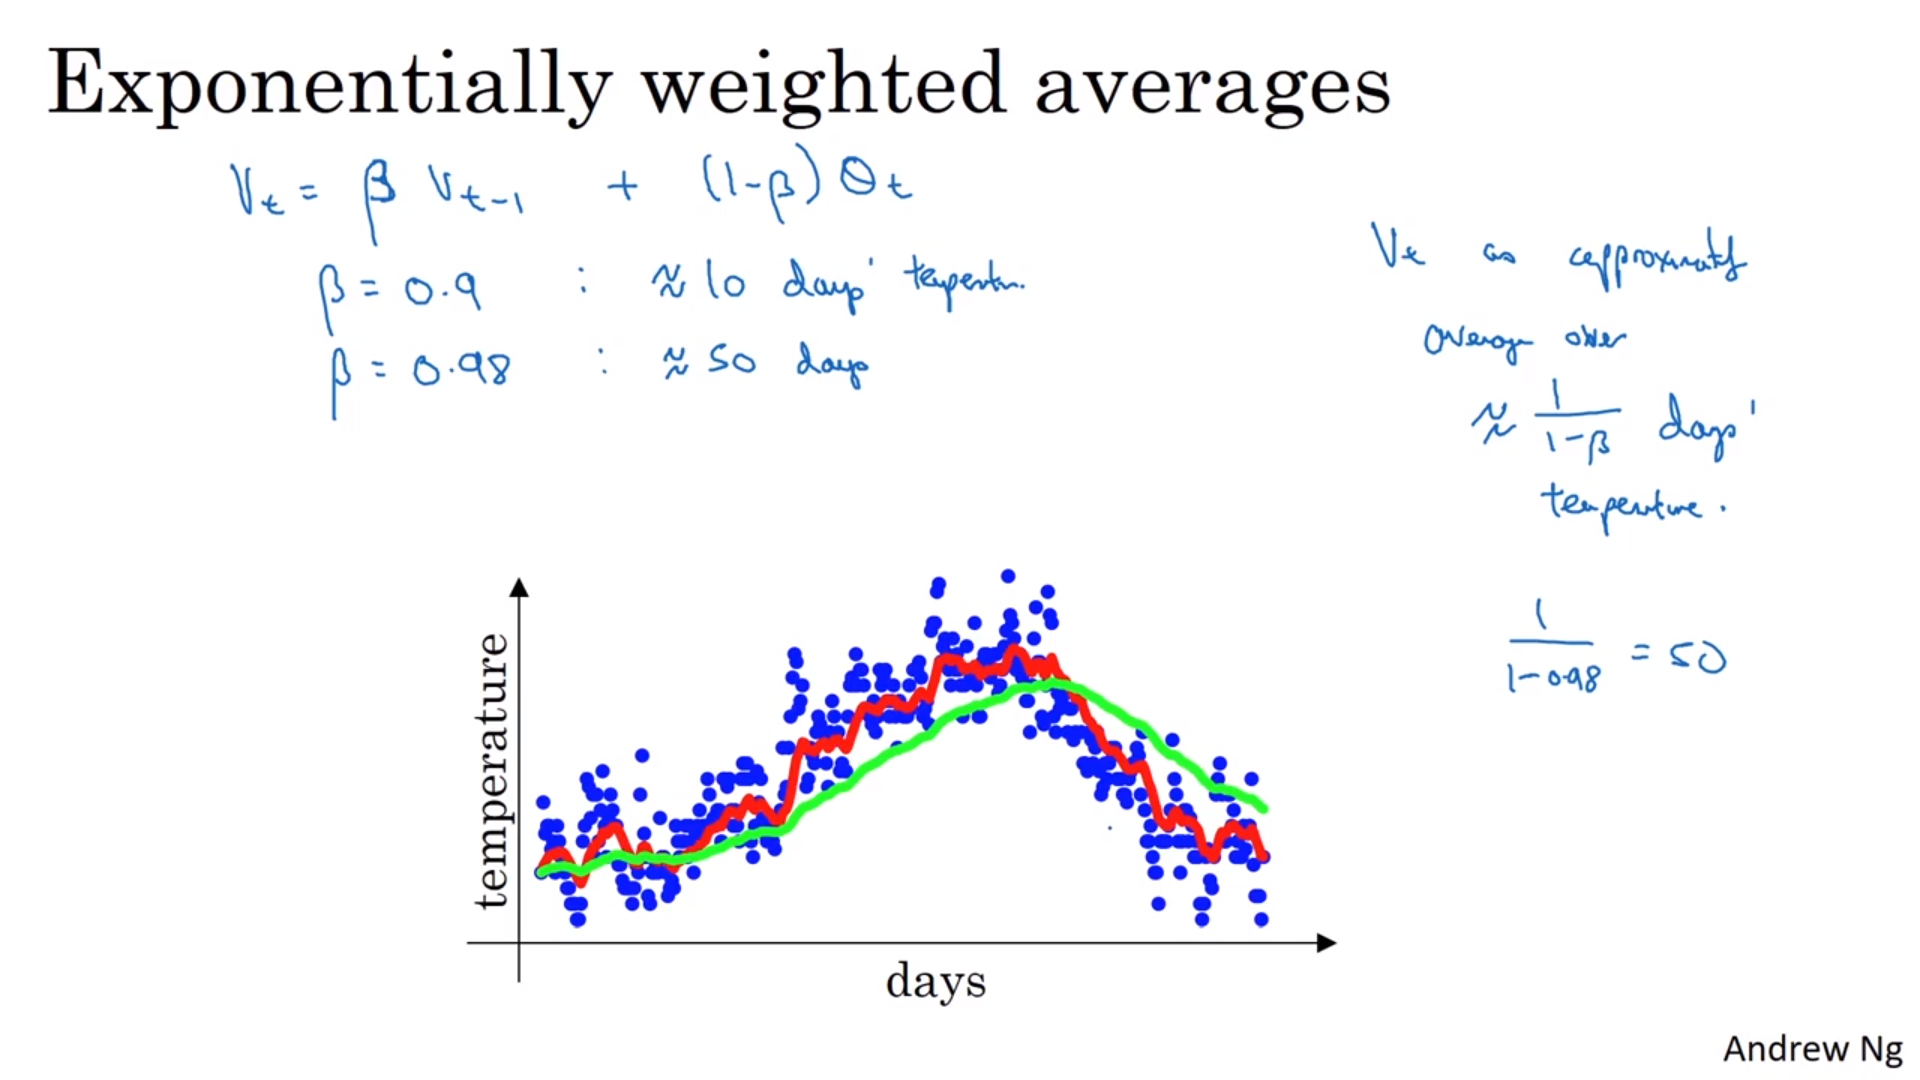 Exponentially weighted averages
Vt = β Vt-1 + (1-β) θt
β = 0.9 : ≈ 10 days' temperature.
β = 0.98 : ≈ 50 days
Vt as approximately
average over
≈ 1/(1-β) days'
temperature.
1/(1-0.98) = 50
temperature
days
Andrew Ng